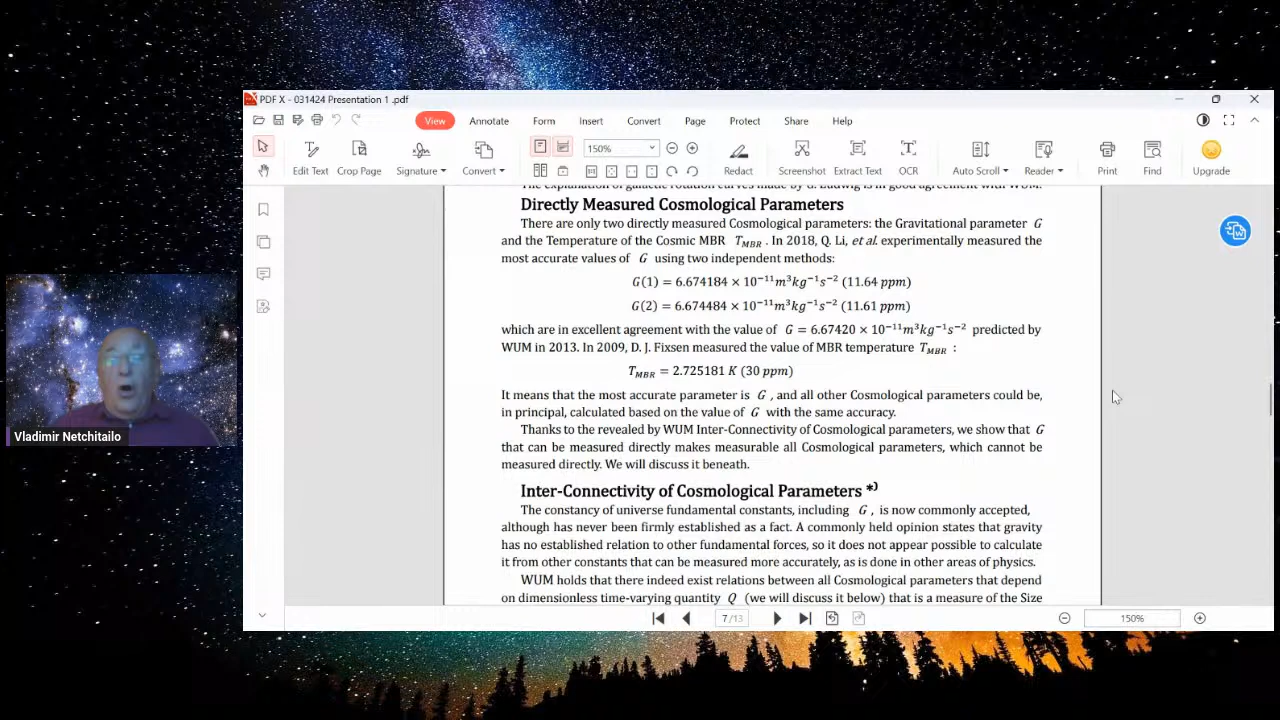 PDF X - 031424 Presentation 1 .pdf
View Annotate Form Insert Convert Page Protect Share Help
150%
Edit Text Crop Page Signature Convert Redact Screenshot Extract Text OCR Auto Scroll Reader Print Find Upgrade
The explanation of galactic rotation curves made by G. Ludwig is in good agreement with WUM.
Directly Measured Cosmological Parameters
There are only two directly measured Cosmological parameters: the Gravitational parameter G
and the Temperature of the Cosmic MBR T_MBR . In 2018, Q. Li, et al. experimentally measured the
most accurate values of G using two independent methods:
G(1) = 6.674184 × 10⁻¹¹m³kg⁻¹s⁻² (11.64 ppm)
G(2) = 6.674484 × 10⁻¹¹m³kg⁻¹s⁻² (11.61 ppm)
which are in excellent agreement with the value of G = 6.67420 × 10⁻¹¹m³kg⁻¹s⁻² predicted by
WUM in 2013. In 2009, D. J. Fixsen measured the value of MBR temperature T_MBR :
T_MBR = 2.725181 K (30 ppm)
It means that the most accurate parameter is G , and all other Cosmological parameters could be,
in principal, calculated based on the value of G with the same accuracy.
Thanks to the revealed by WUM Inter-Connectivity of Cosmological parameters, we show that G
that can be measured directly makes measurable all Cosmological parameters, which cannot be
measured directly. We will discuss it beneath.
Inter-Connectivity of Cosmological Parameters *)
The constancy of universe fundamental constants, including G , is now commonly accepted,
although has never been firmly established as a fact. A commonly held opinion states that gravity
has no established relation to other fundamental forces, so it does not appear possible to calculate
it from other constants that can be measured more accurately, as is done in other areas of physics.
WUM holds that there indeed exist relations between all Cosmological parameters that depend
on dimensionless time-varying quantity Q (we will discuss it below) that is a measure of the Size
7 /13
150%
Vladimir Netchitailo